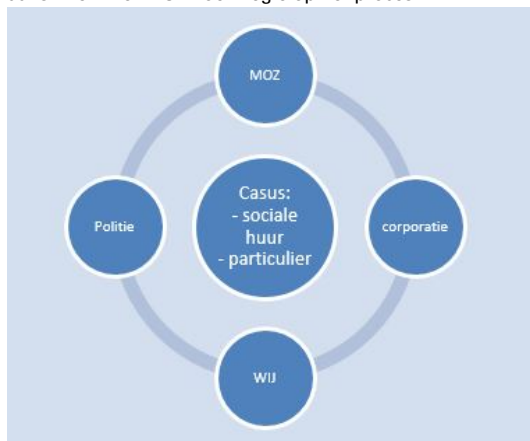 MOZ
Casus:
- sociale
huur
- particulier
Politie
corporatie
WIJ